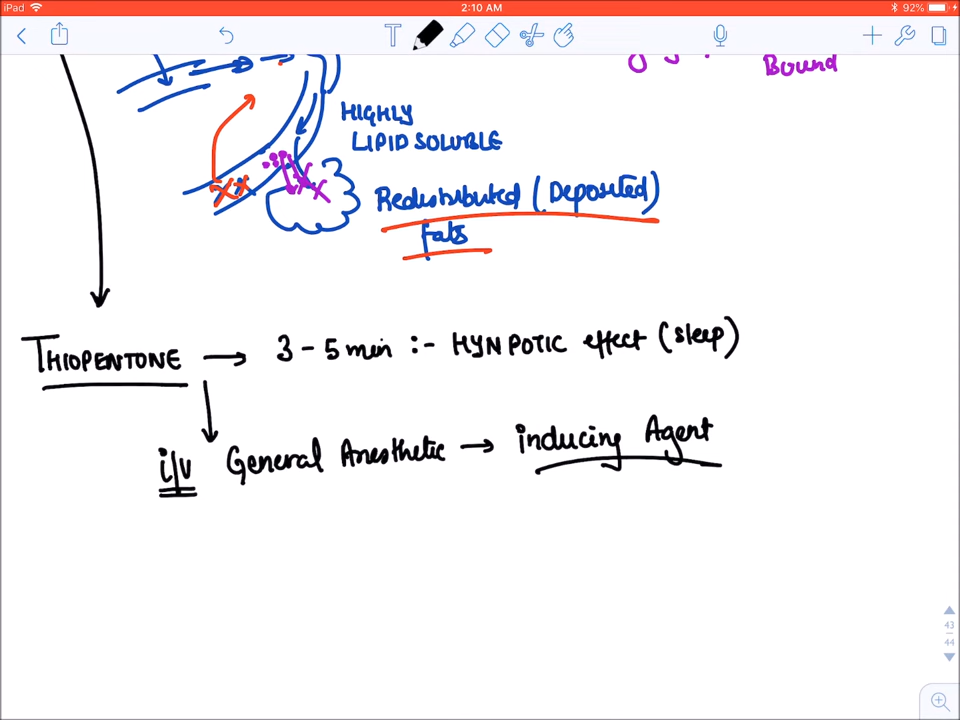 iPad
2:10 AM
92%
T
Bound
HIGHLY
LIPID SOLUBLE
Redistributed (Deposited)
fats
THIOPENTONE → 3 - 5 min :- HYNPOTIC effect (sleep)
i/v General Anesthetic → inducing Agent
43
44